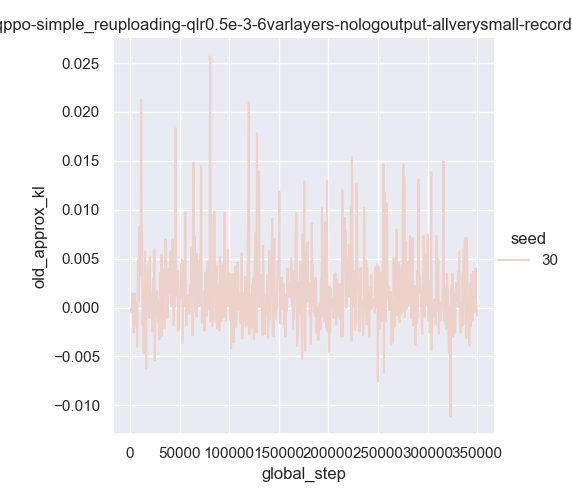 qppo-simple_reuploading-qlr0.5e-3-6varlayers-nologoutput-allverysmall-record
0.025
0.020
0.015
0.010
0.005
0.000
−0.005
−0.010
old_approx_kl
0 50000 100000 150000 200000 250000 300000 350000
global_step
seed
30